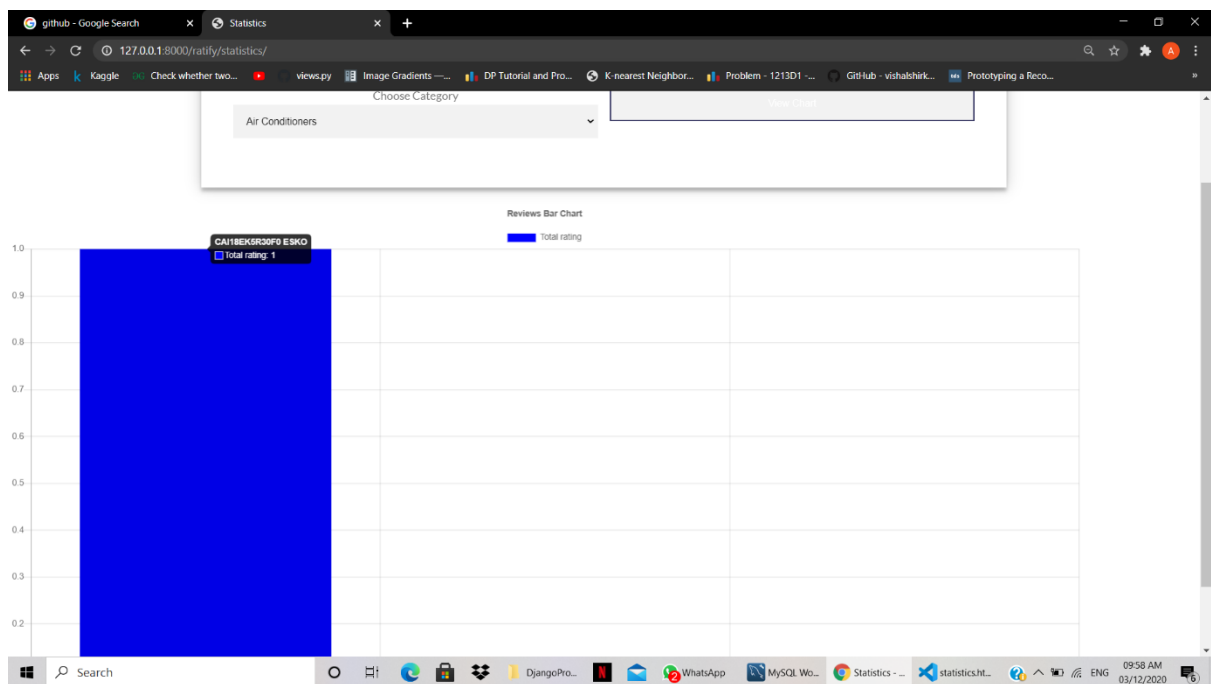 github - Google Search
Statistics
127.0.0.1:8000/ratify/statistics/
A
Apps
Kaggle
Check whether two...
views.py
Image Gradients —...
DP Tutorial and Pro...
K-nearest Neighbor...
Problem - 1213D1 -...
GitHub - vishalshirk...
Prototyping a Reco...
»
Choose Category
View Chart
Air Conditioners
Reviews Bar Chart
Total rating
CAI18EK5R30F0 ESKO
Total rating: 1
1.0
0.9
0.8
0.7
0.6
0.5
0.4
0.3
0.2
Search
DjangoPro...
N
2
WhatsApp
MySQL Wo...
Statistics - ...
statistics.ht...
ENG
09:58 AM
03/12/2020
6